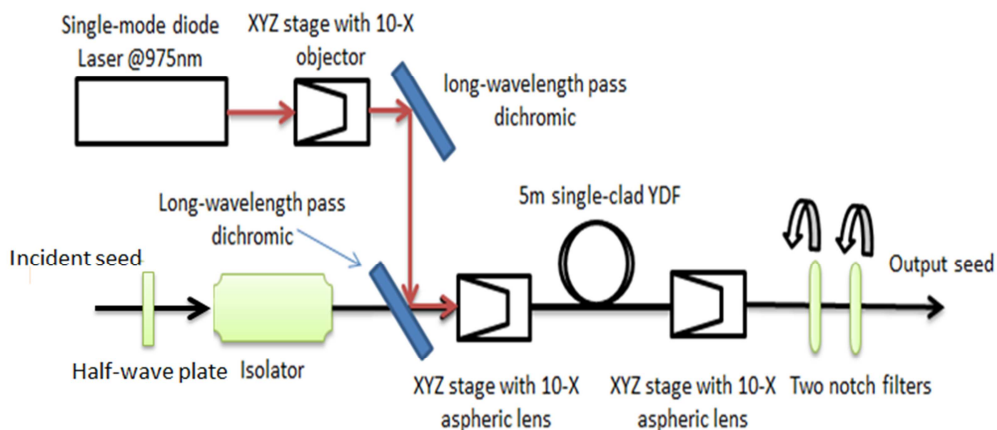 Single-mode diode
Laser @975nm
XYZ stage with 10-X
objector
long-wavelength pass
dichromic
Long-wavelength pass
dichromic
5m single-clad YDF
Incident seed
Output seed
Half-wave plate
Isolator
XYZ stage with 10-X
aspheric lens
XYZ stage with 10-X
aspheric lens
Two notch filters